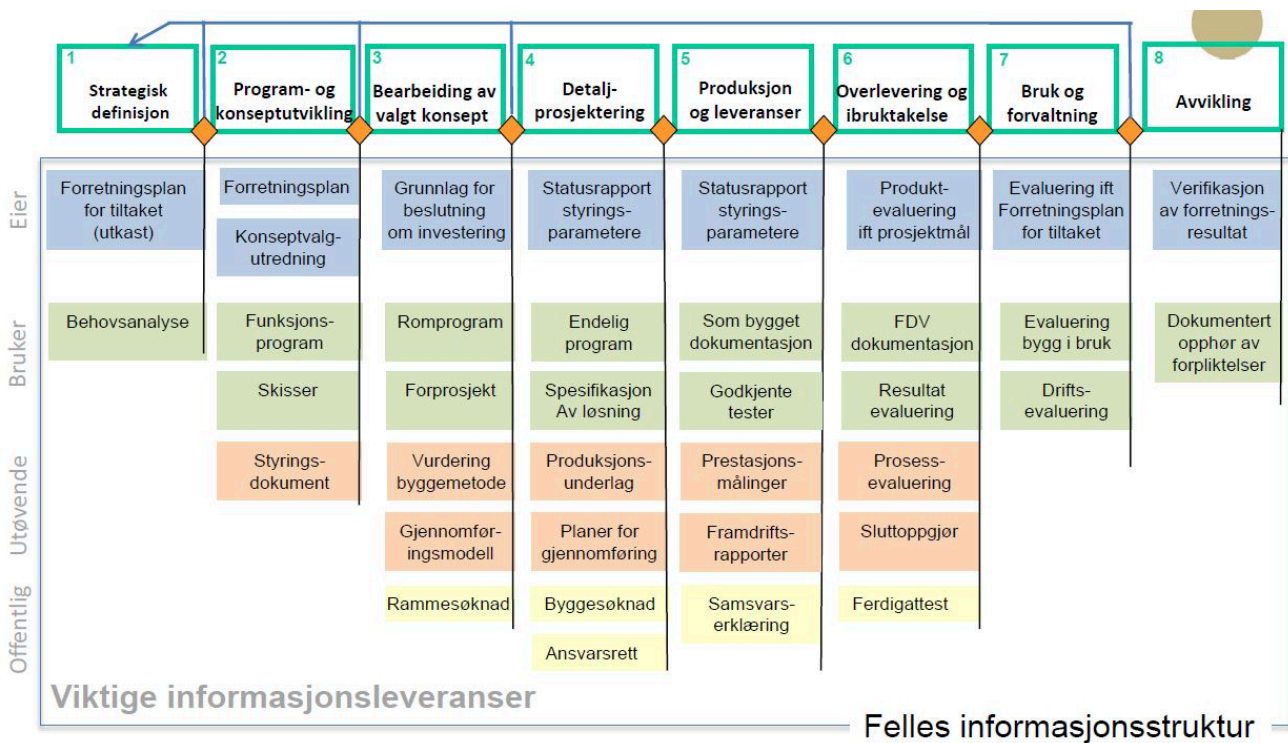 1
Strategisk
definisjon
2
Program- og
konseptutvikling
3
Bearbeiding av
valgt konsept
4
Detalj-
prosjektering
5
Produksjon
og leveranser
6
Overlevering og
ibruktakelse
7
Bruk og
forvaltning
8
Avvikling
Eier
Forretningsplan
for tiltaket
(utkast)
Forretningsplan
Konseptvalg-
utredning
Grunnlag for
beslutning
om investering
Statusrapport
styrings-
parametere
Statusrapport
styrings-
parametere
Produkt-
evaluering
ift prosjektmål
Evaluering ift
Forretningsplan
for tiltaket
Verifikasjon
av forretnings-
resultat
Bruker
Behovsanalyse
Funksjons-
program
Romprogram
Endelig
program
Som bygget
dokumentasjon
FDV
dokumentasjon
Evaluering
bygg i bruk
Dokumentert
opphør av
forpliktelser
Skisser
Forprosjekt
Spesifikasjon
Av løsning
Godkjente
tester
Resultat
evaluering
Drifts-
evaluering
Utøvende
Styrings-
dokument
Vurdering
byggemetode
Produksjons-
underlag
Prestasjons-
målinger
Prosess-
evaluering
Gjennomfør-
ingsmodell
Planer for
gjennomføring
Framdrifts-
rapporter
Sluttoppgjør
Offentlig
Rammesøknad
Byggesøknad
Samsvars-
erklæring
Ferdigattest
Ansvarsrett
Viktige informasjonsleveranser
Felles informasjonsstruktur